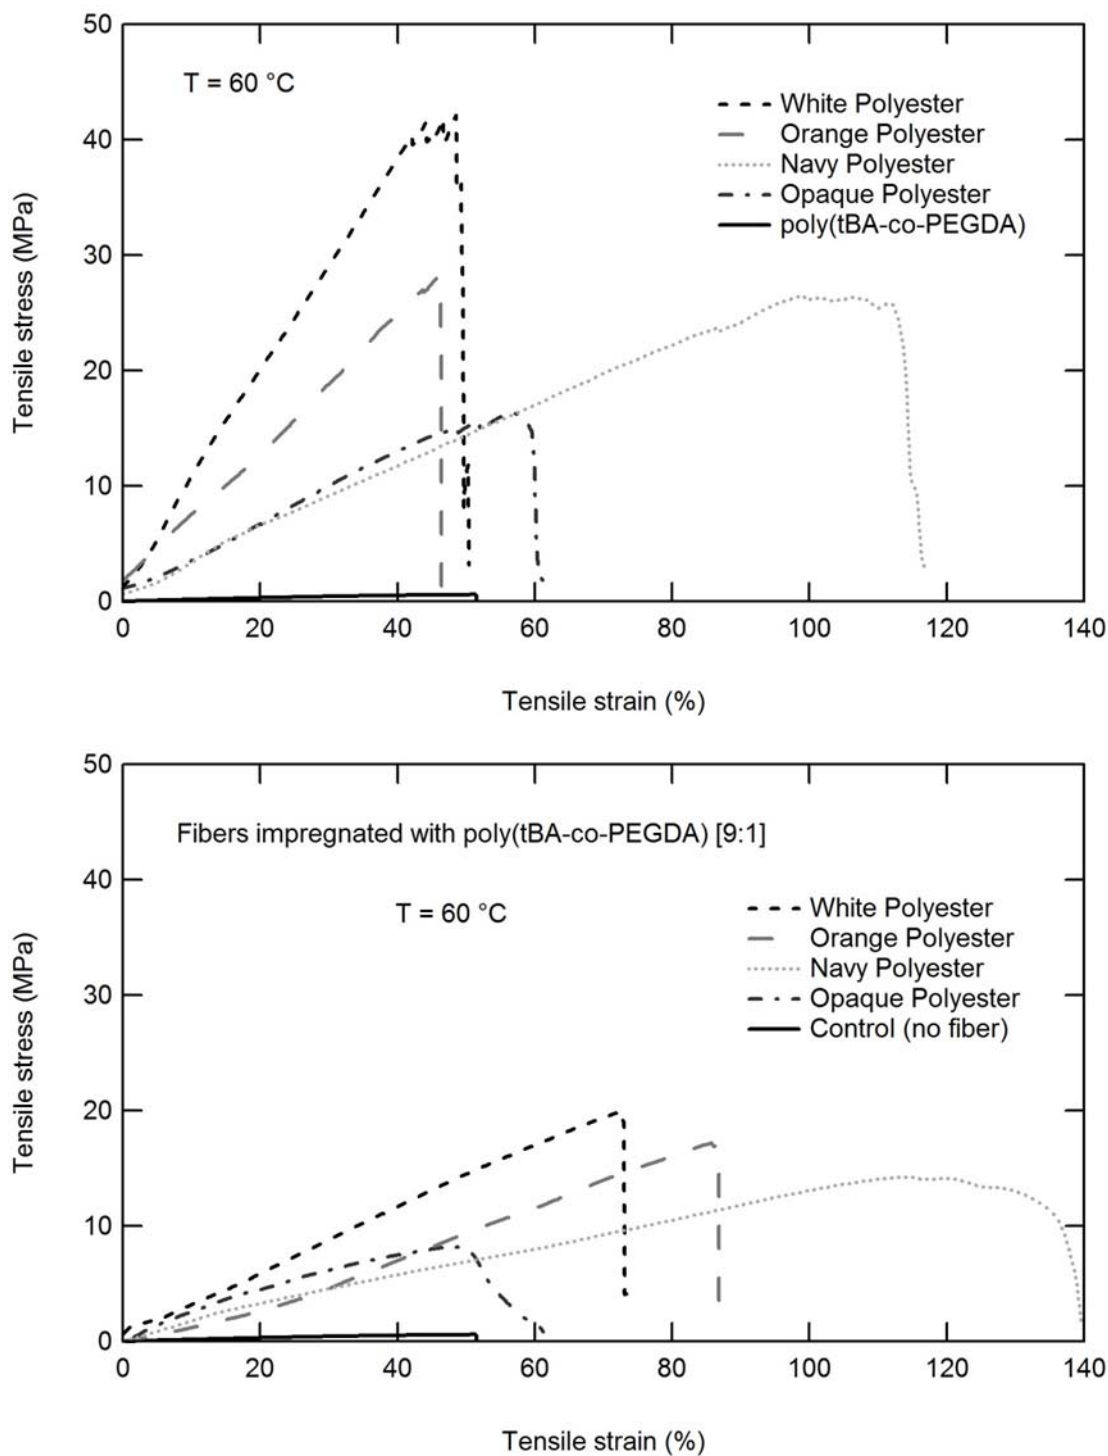 50
T = 60 °C
White Polyester
40
Orange Polyester
Navy Polyester
Opaque Polyester
poly(tBA-co-PEGDA)
30
20
10
0
Tensile stress (MPa)
0 20 40 60 80 100 120 140
Tensile strain (%)
50
Fibers impregnated with poly(tBA-co-PEGDA) [9:1]
40
T = 60 °C
White Polyester
Orange Polyester
Navy Polyester
Opaque Polyester
Control (no fiber)
30
20
10
0
Tensile stress (MPa)
0 20 40 60 80 100 120 140
Tensile strain (%)